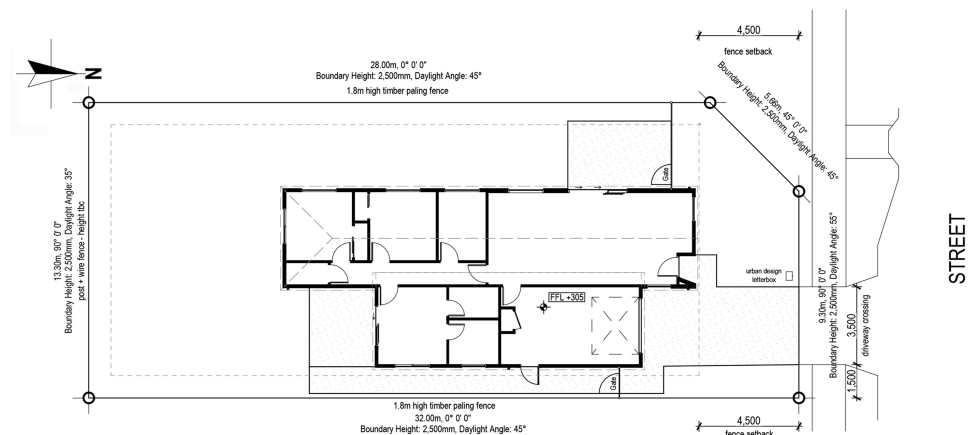 4,500
fence setback
28.00m, 0° 0' 0"
Boundary Height: 2,500mm, Daylight Angle: 45°
1.8m high timber paling fence
N
5.66m, 45° 0' 0"
Boundary Height: 2,500mm, Daylight Angle: 45°
13.30m, 90° 0' 0"
Boundary Height: 2,500mm, Daylight Angle: 35°
post + wire fence - height tbc
Gate
STREET
urban design
letterbox
9.30m, 90° 0' 0"
Boundary Height: 2,500mm, Daylight Angle: 55°
3,500
driveway crossing
1,500
FFL +305
Gate
1.8m high timber paling fence
32.00m, 0° 0' 0"
Boundary Height: 2,500mm, Daylight Angle: 45°
4,500
fence setback